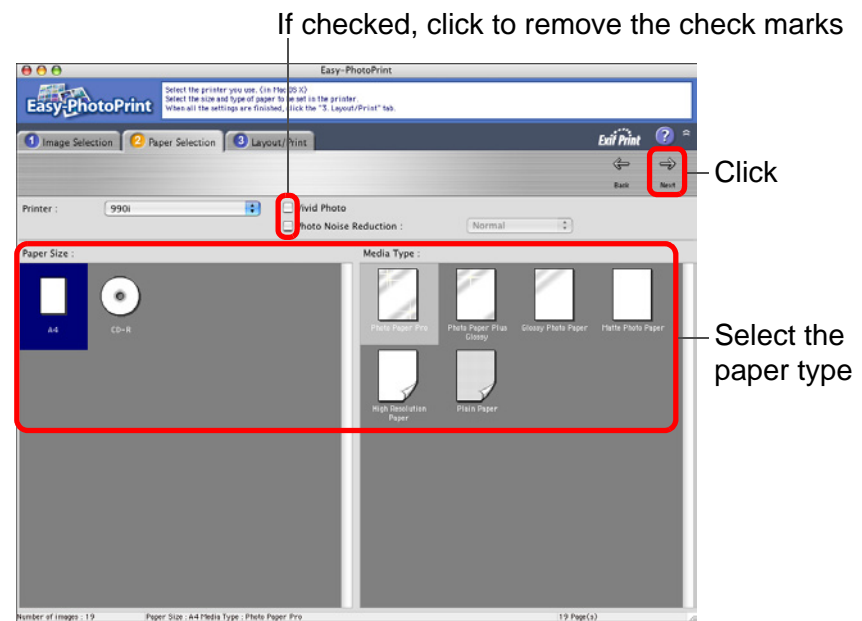 If checked, click to remove the check marks
Easy-PhotoPrint
Easy-PhotoPrint
Select the printer you use. (in Mac OS X)
Select the size and type of paper to be set in the printer.
When all the settings are finished, click the "3. Layout/Print" tab.
1 Image Selection
2 Paper Selection
3 Layout/Print
Exif Print
?
Back
Next
Click
Printer :
990i
Vivid Photo
Photo Noise Reduction :
Normal
Paper Size :
Media Type :
A4
CD-R
Photo Paper Pro
Photo Paper Plus
Glossy
Glossy Photo Paper
Matte Photo Paper
Select the
paper type
High Resolution
Paper
Plain Paper
Number of images : 19
Paper Size : A4 Media Type : Photo Paper Pro
19 Page(s)